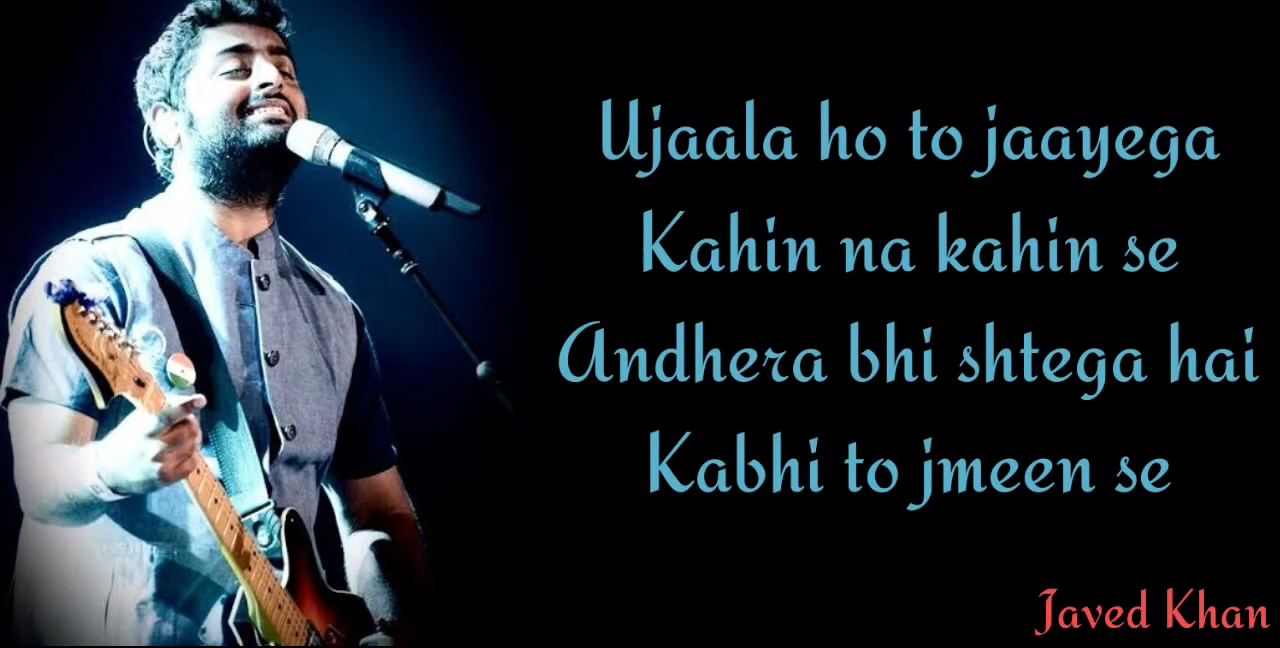 Ujaala ho to jaayega
Kahin na kahin se
Andhera bhi shtega hai
Kabhi to jmeen se
Javed Khan